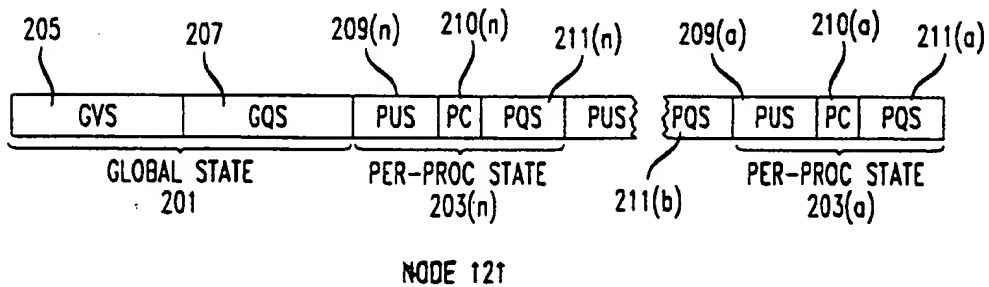 205 207 209(n) 210(n) 211(n) 209(a) 210(a) 211(a)
GVS GQS PUS PC PQS PUS PQS PUS PC PQS
GLOBAL STATE PER-PROC STATE 211(b) PER-PROC STATE
201 203(n) 203(a)
NODE 121